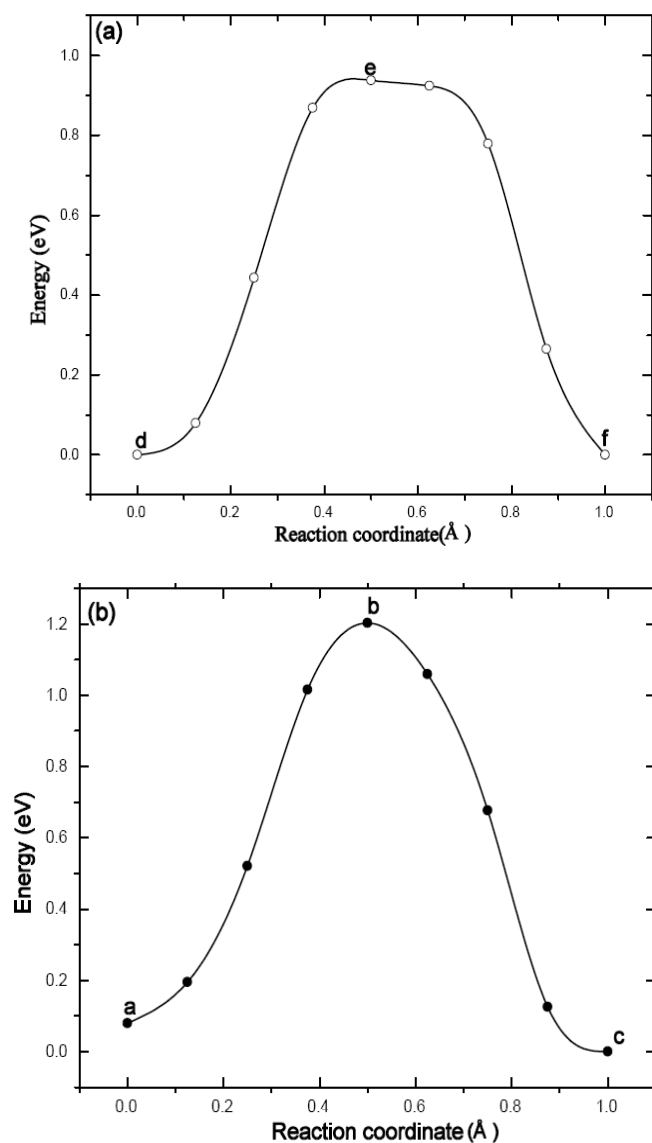 (a)
1.0
e
0.8
Energy (eV)
0.6
0.4
0.2
d
f
0.0
0.0 0.2 0.4 0.6 0.8 1.0
Reaction coordinate(Å )
(b)
1.2
b
1.0
Energy (eV)
0.8
0.6
0.4
0.2
a
c
0.0
0.0 0.2 0.4 0.6 0.8 1.0
Reaction coordinate (Å )